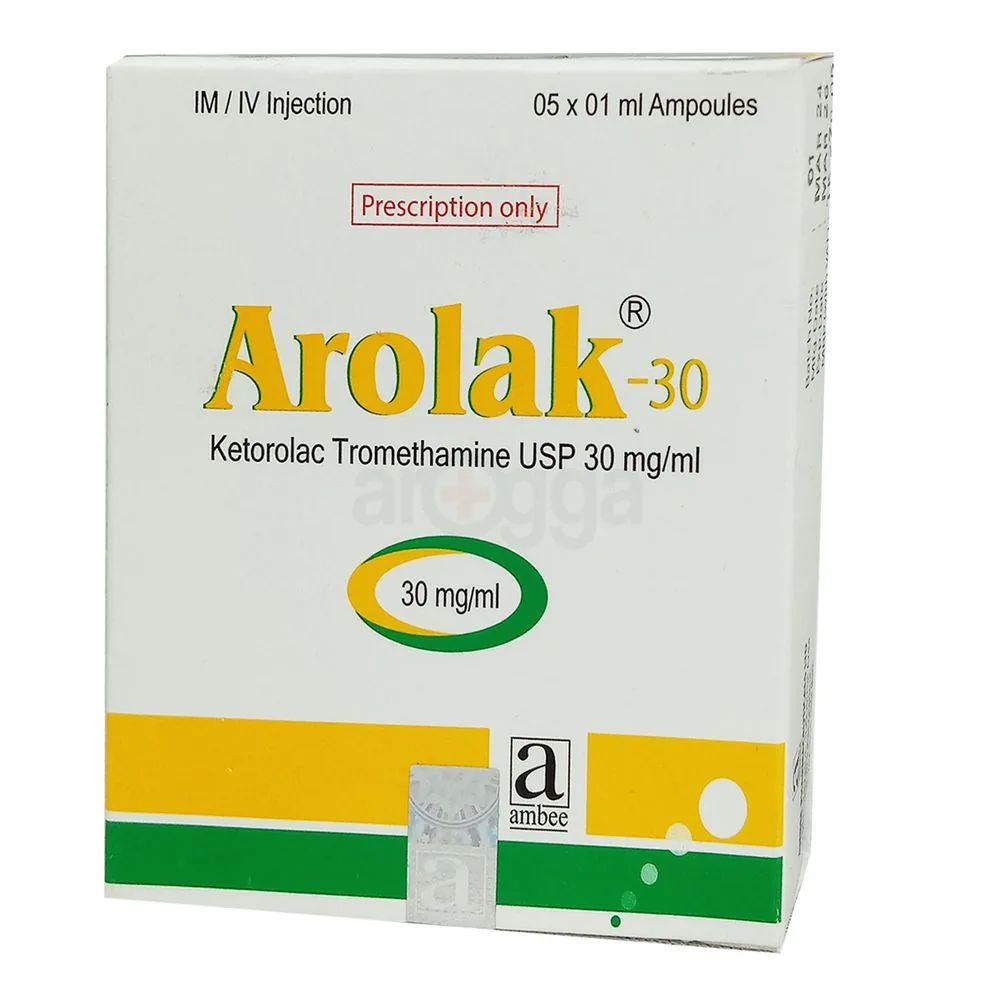 IM / IV Injection
05 x 01 ml Ampoules
Prescription only
Arolak®-30
Ketorolac Tromethamine USP 30 mg/ml
arogga
30 mg/ml
a
ambee
a